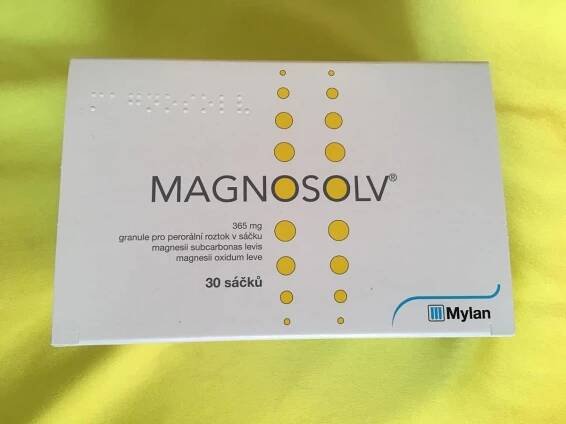 MAGNOSOLV®
365 mg
granule pro perorální roztok v sáčku
magnesii subcarbonas levis
magnesii oxidum leve
30 sáčků
Mylan